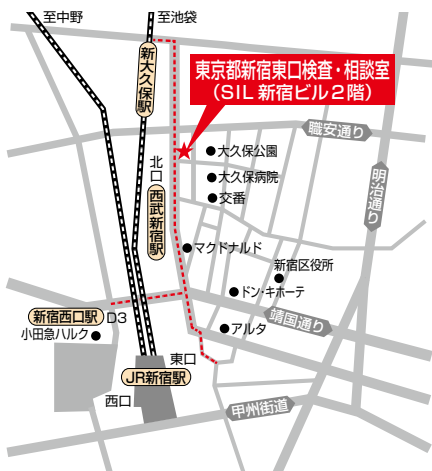 至中野
至池袋
新大久保駅
東京都新宿東口検査・相談室
（SIL 新宿ビル2階）
職安通り
大久保公園
大久保病院
交番
明治通り
北口
西武新宿駅
マクドナルド
新宿区役所
ドン・キホーテ
靖国通り
新宿西口駅
D3
小田急ハルク
アルタ
東口
JR新宿駅
西口
甲州街道